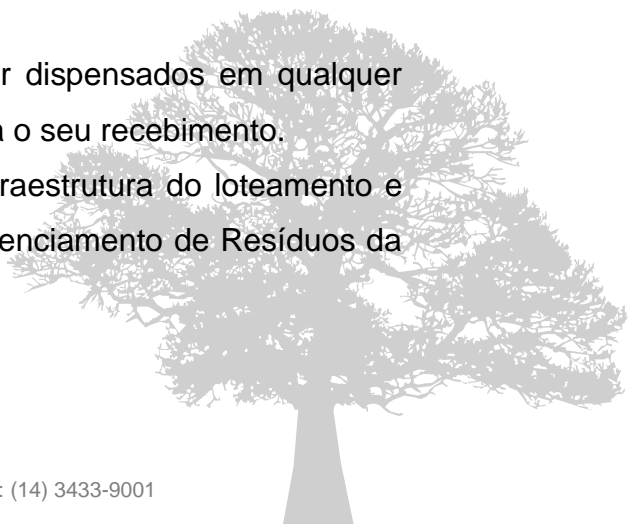 r dispensados em qualquer
a o seu recebimento.
raestrutura do loteamento e
enciamento de Resíduos da
: (14) 3433-9001